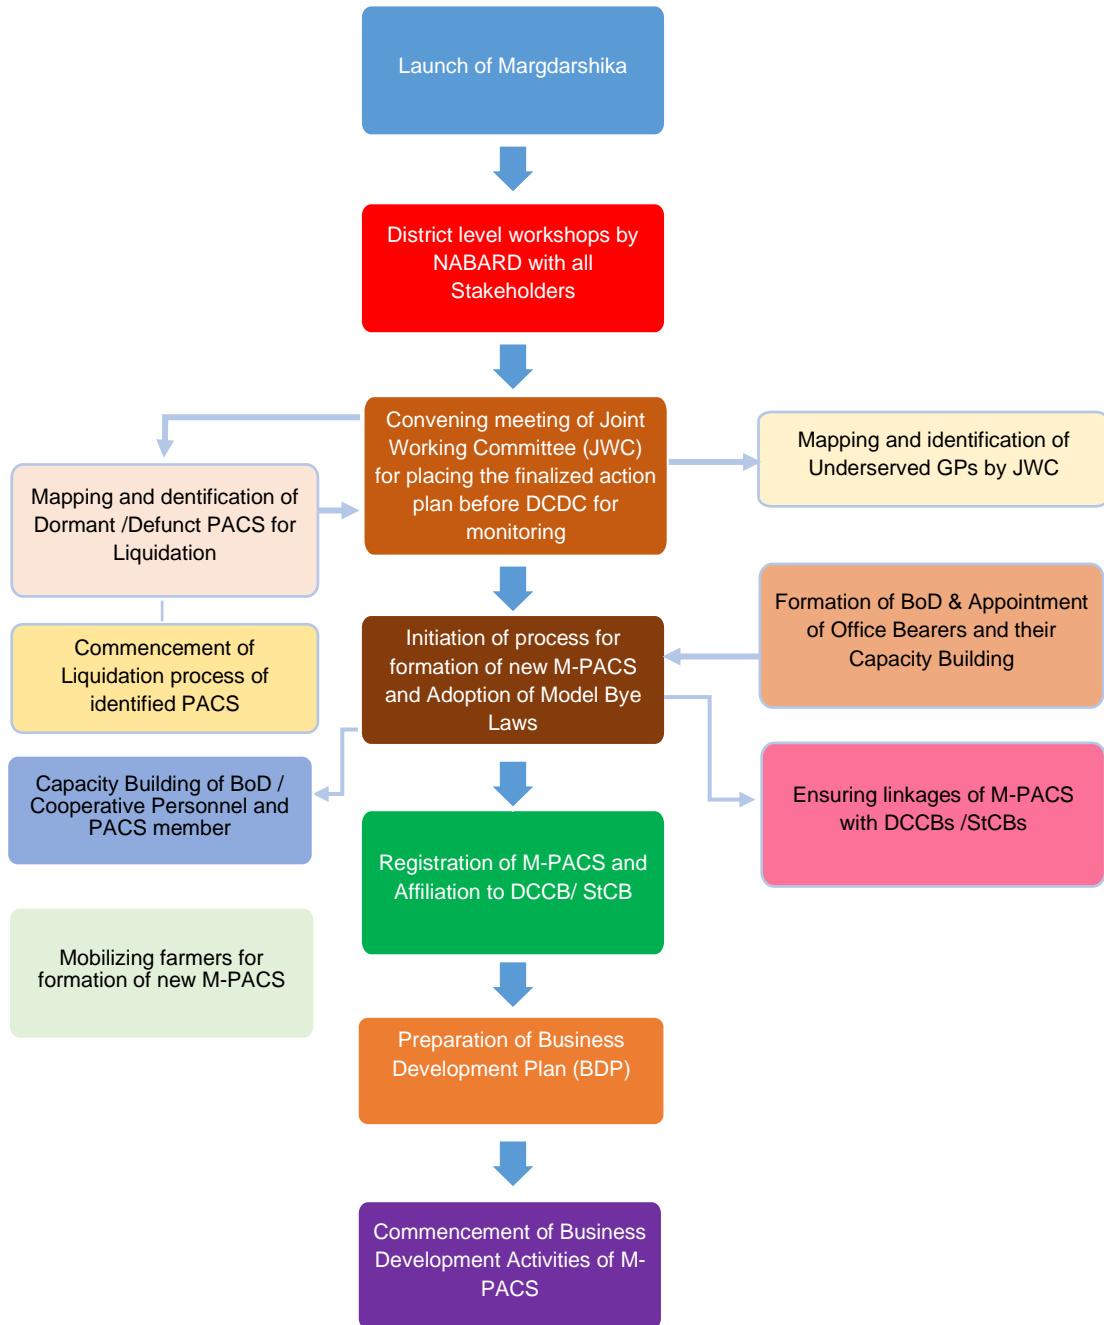 Launch of Margdarshika
District level workshops by
NABARD with all
Stakeholders
Convening meeting of Joint
Working Committee (JWC)
for placing the finalized action
plan before DCDC for
monitoring
Mapping and identification of
Underserved GPs by JWC
Mapping and dentification of
Dormant /Defunct PACS for
Liquidation
Formation of BoD & Appointment
of Office Bearers and their
Capacity Building
Initiation of process for
formation of new M-PACS
and Adoption of Model Bye
Laws
Commencement of
Liquidation process of
identified PACS
Capacity Building of BoD /
Cooperative Personnel and
PACS member
Ensuring linkages of M-PACS
with DCCBs /StCBs
Registration of M-PACS and
Affiliation to DCCB/ StCB
Mobilizing farmers for
formation of new M-PACS
Preparation of Business
Development Plan (BDP)
Commencement of Business
Development Activities of M-
PACS